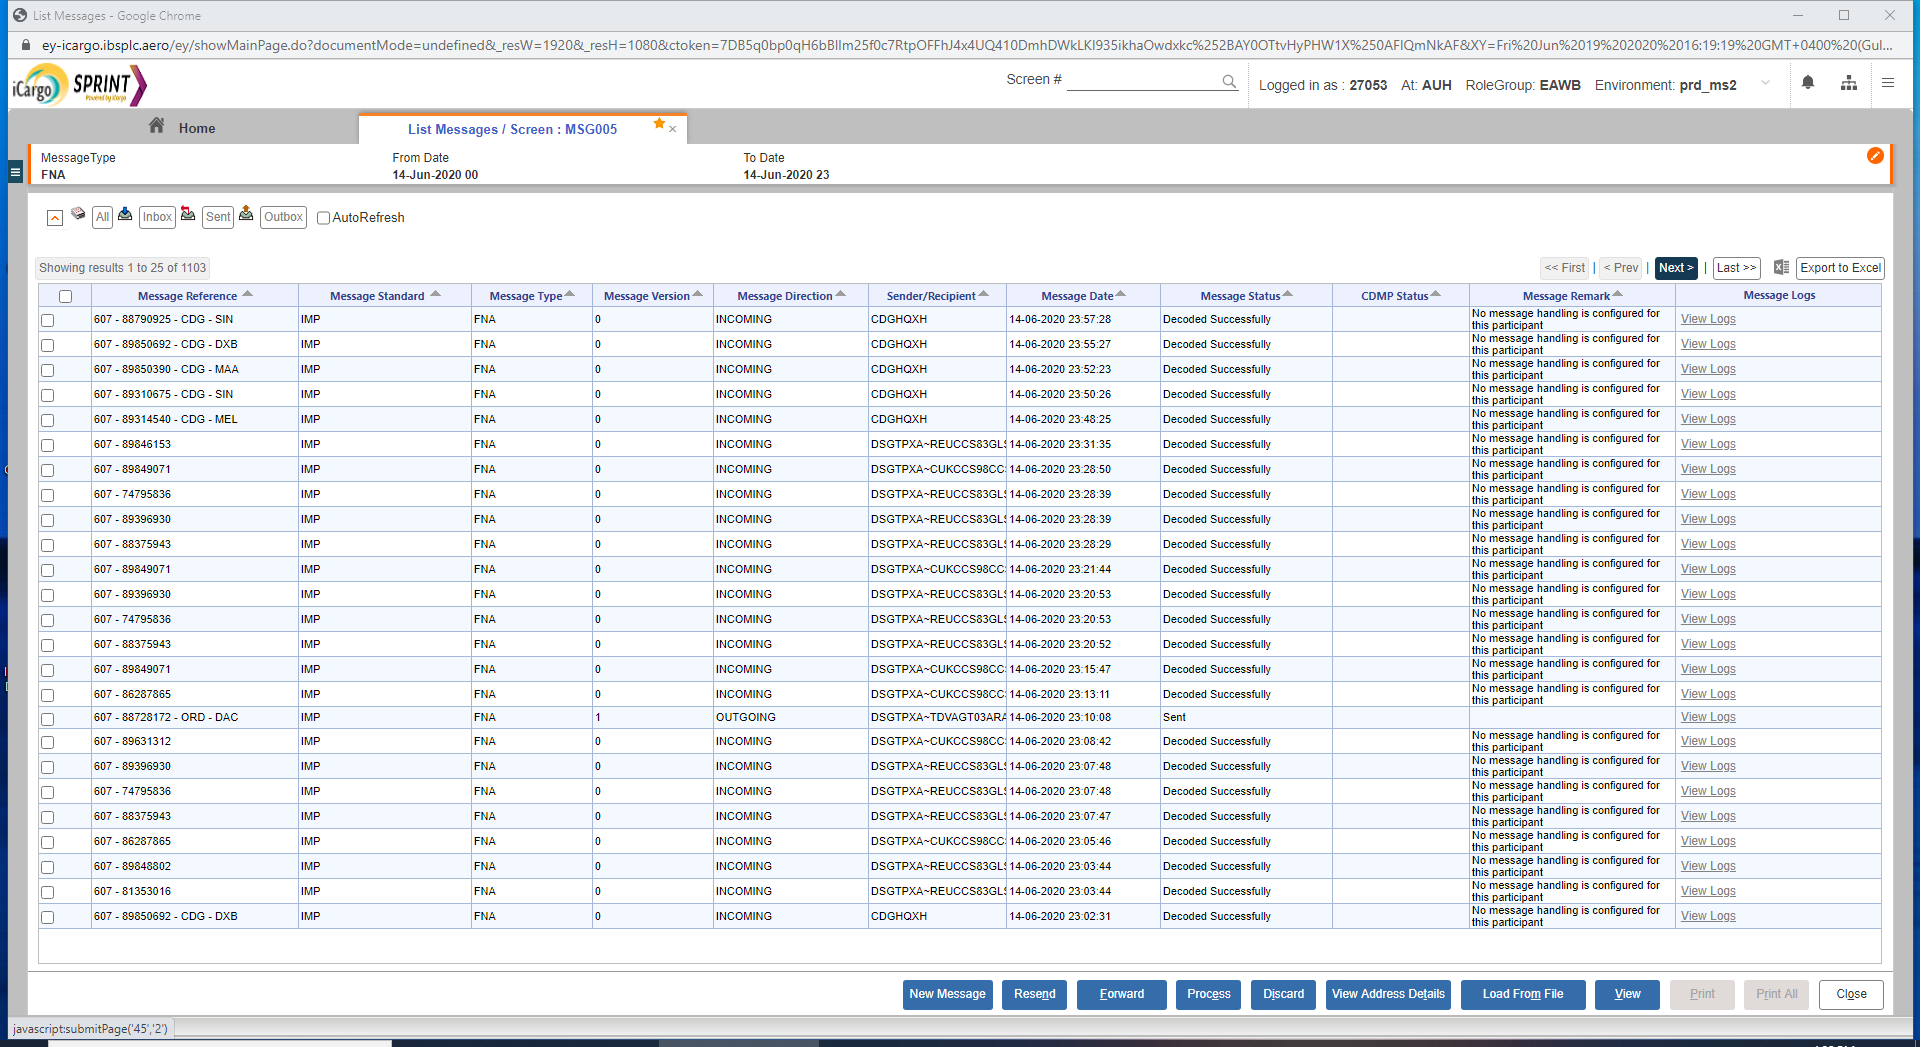 List Messages - Google Chrome
ey-icargo.ibsplc.aero/ey/showMainPage.do?documentMode=undefined&_resW=1920&_resH=1080&ctoken=7DB5q0bp0qH6bBIIm25f0c7RtpOFFhJ4x4UQ410DmhDWkLKI935ikhaOwdxkc%252BAY0OTtvHyPHW1X%250AFIQmNkAF&XY=Fri%20Jun%2019%202020%2016:19:19%20GMT+0400%20(Gul...
iCargo SPRINT Powered by iCargo
Screen # Logged in as : 27053 At: AUH RoleGroup: EAWB Environment: prd_ms2
Home List Messages / Screen : MSG005
MessageType From Date To Date
FNA 14-Jun-2020 00 14-Jun-2020 23
All Inbox Sent Outbox AutoRefresh
Showing results 1 to 25 of 1103 << First | < Prev | Next > | Last >> Export to Excel
Message Reference Message Standard Message Type Message Version Message Direction Sender/Recipient Message Date Message Status CDMP Status Message Remark Message Logs
607 - 88790925 - CDG - SIN IMP FNA 0 INCOMING CDGHQXH 14-06-2020 23:57:28 Decoded Successfully No message handling is configured for this participant View Logs
607 - 89850692 - CDG - DXB IMP FNA 0 INCOMING CDGHQXH 14-06-2020 23:55:27 Decoded Successfully No message handling is configured for this participant View Logs
607 - 89850390 - CDG - MAA IMP FNA 0 INCOMING CDGHQXH 14-06-2020 23:52:23 Decoded Successfully No message handling is configured for this participant View Logs
607 - 89310675 - CDG - SIN IMP FNA 0 INCOMING CDGHQXH 14-06-2020 23:50:26 Decoded Successfully No message handling is configured for this participant View Logs
607 - 89314540 - CDG - MEL IMP FNA 0 INCOMING CDGHQXH 14-06-2020 23:48:25 Decoded Successfully No message handling is configured for this participant View Logs
607 - 89846153 IMP FNA 0 INCOMING DSGTPXA~REUCCS83GLS 14-06-2020 23:31:35 Decoded Successfully No message handling is configured for this participant View Logs
607 - 89849071 IMP FNA 0 INCOMING DSGTPXA~CUKCCS98CCS 14-06-2020 23:28:50 Decoded Successfully No message handling is configured for this participant View Logs
607 - 74795836 IMP FNA 0 INCOMING DSGTPXA~REUCCS83GLS 14-06-2020 23:28:39 Decoded Successfully No message handling is configured for this participant View Logs
607 - 89396930 IMP FNA 0 INCOMING DSGTPXA~REUCCS83GLS 14-06-2020 23:28:39 Decoded Successfully No message handling is configured for this participant View Logs
607 - 88375943 IMP FNA 0 INCOMING DSGTPXA~REUCCS83GLS 14-06-2020 23:28:29 Decoded Successfully No message handling is configured for this participant View Logs
607 - 89849071 IMP FNA 0 INCOMING DSGTPXA~CUKCCS98CCS 14-06-2020 23:21:44 Decoded Successfully No message handling is configured for this participant View Logs
607 - 89396930 IMP FNA 0 INCOMING DSGTPXA~REUCCS83GLS 14-06-2020 23:20:53 Decoded Successfully No message handling is configured for this participant View Logs
607 - 74795836 IMP FNA 0 INCOMING DSGTPXA~REUCCS83GLS 14-06-2020 23:20:53 Decoded Successfully No message handling is configured for this participant View Logs
607 - 88375943 IMP FNA 0 INCOMING DSGTPXA~REUCCS83GLS 14-06-2020 23:20:52 Decoded Successfully No message handling is configured for this participant View Logs
607 - 89849071 IMP FNA 0 INCOMING DSGTPXA~CUKCCS98CCS 14-06-2020 23:15:47 Decoded Successfully No message handling is configured for this participant View Logs
607 - 86287865 IMP FNA 0 INCOMING DSGTPXA~CUKCCS98CCS 14-06-2020 23:13:11 Decoded Successfully No message handling is configured for this participant View Logs
607 - 88728172 - ORD - DAC IMP FNA 1 OUTGOING DSGTPXA~TDVAGT03ARA 14-06-2020 23:10:08 Sent View Logs
607 - 89631312 IMP FNA 0 INCOMING DSGTPXA~CUKCCS98CCS 14-06-2020 23:08:42 Decoded Successfully No message handling is configured for this participant View Logs
607 - 89396930 IMP FNA 0 INCOMING DSGTPXA~REUCCS83GLS 14-06-2020 23:07:48 Decoded Successfully No message handling is configured for this participant View Logs
607 - 74795836 IMP FNA 0 INCOMING DSGTPXA~REUCCS83GLS 14-06-2020 23:07:48 Decoded Successfully No message handling is configured for this participant View Logs
607 - 88375943 IMP FNA 0 INCOMING DSGTPXA~REUCCS83GLS 14-06-2020 23:07:47 Decoded Successfully No message handling is configured for this participant View Logs
607 - 86287865 IMP FNA 0 INCOMING DSGTPXA~CUKCCS98CCS 14-06-2020 23:05:46 Decoded Successfully No message handling is configured for this participant View Logs
607 - 89848802 IMP FNA 0 INCOMING DSGTPXA~REUCCS83GLS 14-06-2020 23:03:44 Decoded Successfully No message handling is configured for this participant View Logs
607 - 81353016 IMP FNA 0 INCOMING DSGTPXA~REUCCS83GLS 14-06-2020 23:03:44 Decoded Successfully No message handling is configured for this participant View Logs
607 - 89850692 - CDG - DXB IMP FNA 0 INCOMING CDGHQXH 14-06-2020 23:02:31 Decoded Successfully No message handling is configured for this participant View Logs
New Message Resend Forward Process Discard View Address Details Load From File View Print Print All Close
javascript:submitPage('45','2')